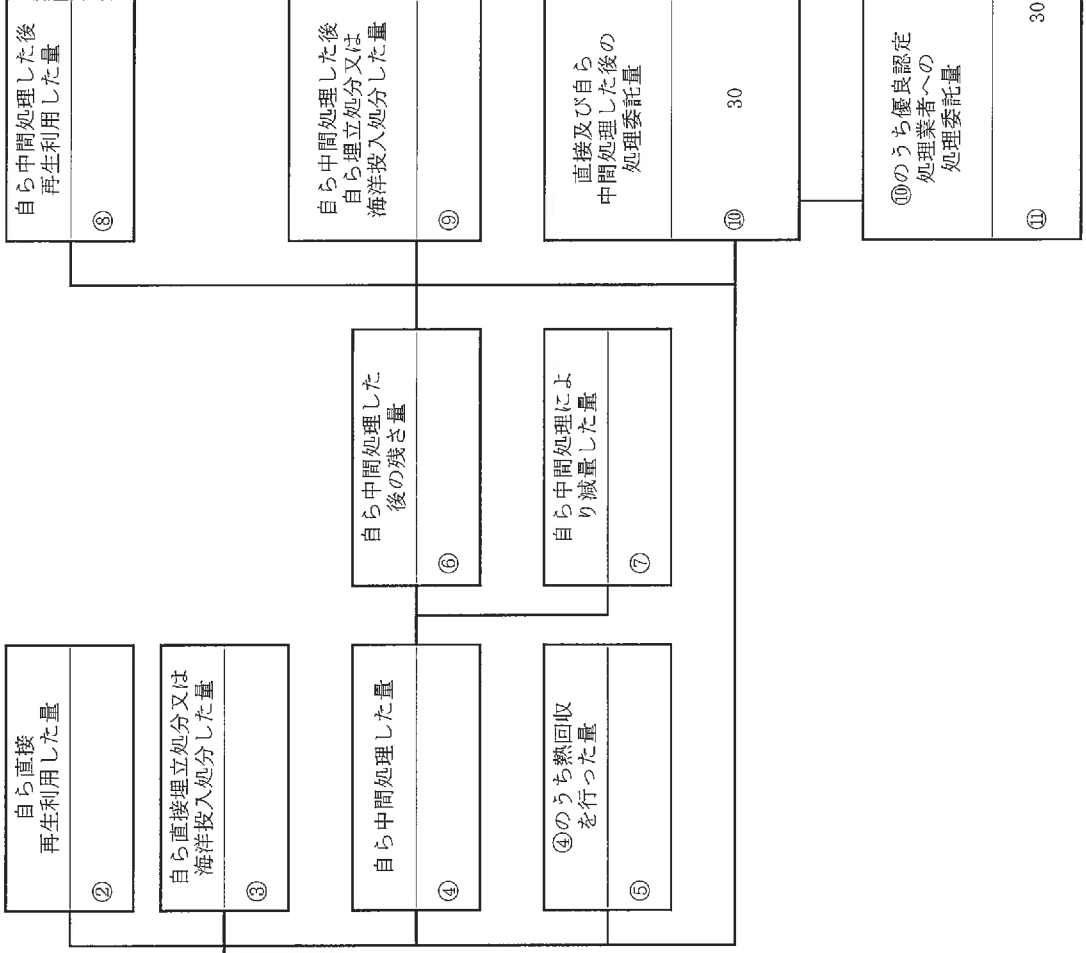 自ら直接
再生利用した量
②
自ら直接埋立処分又は
海洋投入処分した量
③
自ら中間処理した量
④
④のうち熱回収
を行った量
⑤
自ら中間処理した
後の残さ量
⑥
自ら中間処理によ
り減量した量
⑦
自ら中間処理した後
再生利用した量
⑧
自ら中間処理した後
自ら埋立処分又は
海洋投入処分した量
⑨
直接及び自ら
中間処理した後の
処理委託量
⑩
30
⑩のうち優良認定
処理業者への
処理委託量
⑪
30